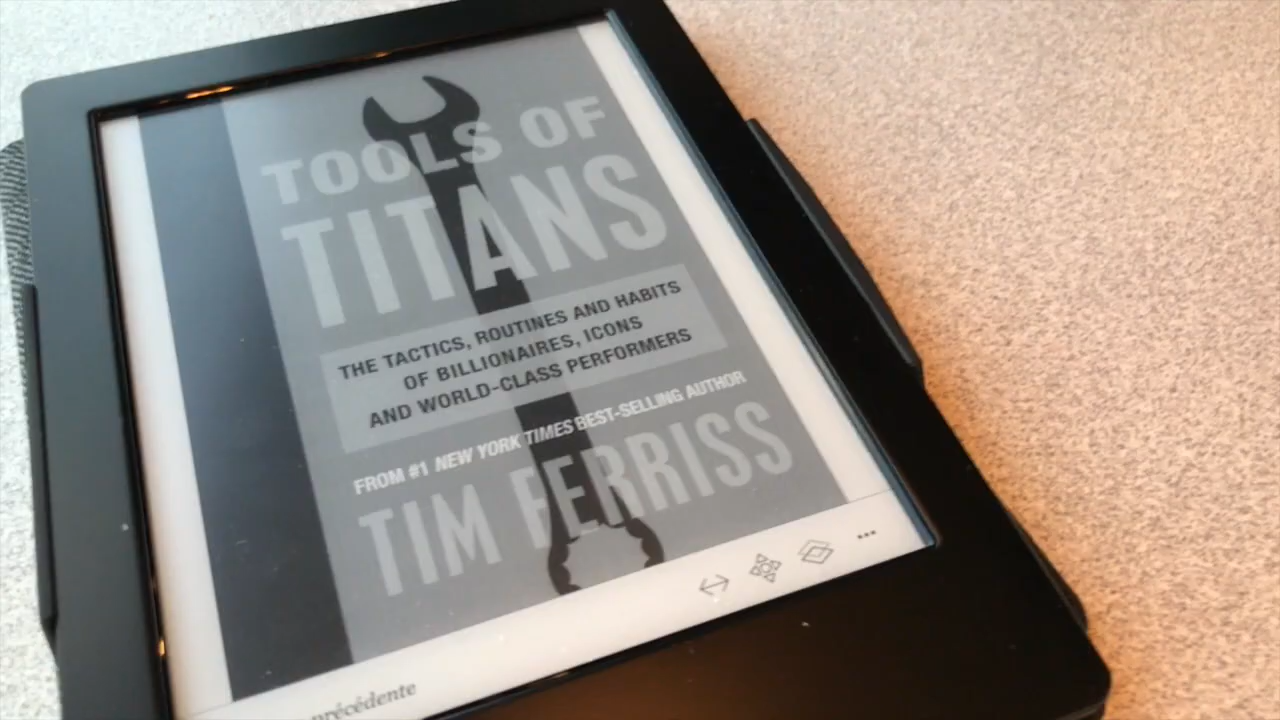 TOOLS OF
TITANS
THE TACTICS, ROUTINES AND HABITS
OF BILLIONAIRES, ICONS
AND WORLD-CLASS PERFORMERS
FROM #1 NEW YORK TIMES BEST-SELLING AUTHOR
TIM FERRISS
précédente